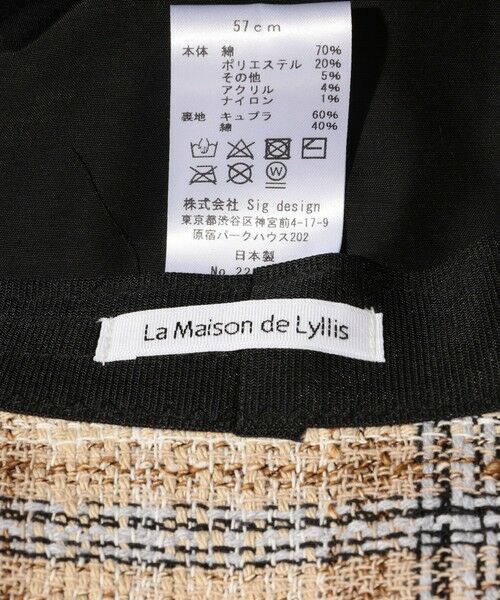 57cm
本体 綿 70%
ポリエステル 20%
その他 5%
アクリル 4%
ナイロン 1%
裏地 キュプラ 60%
綿 40%
株式会社 Sig design
東京都渋谷区神宮前4-17-9
原宿パークハウス202
日本製
No.22
La Maison de Lyllis